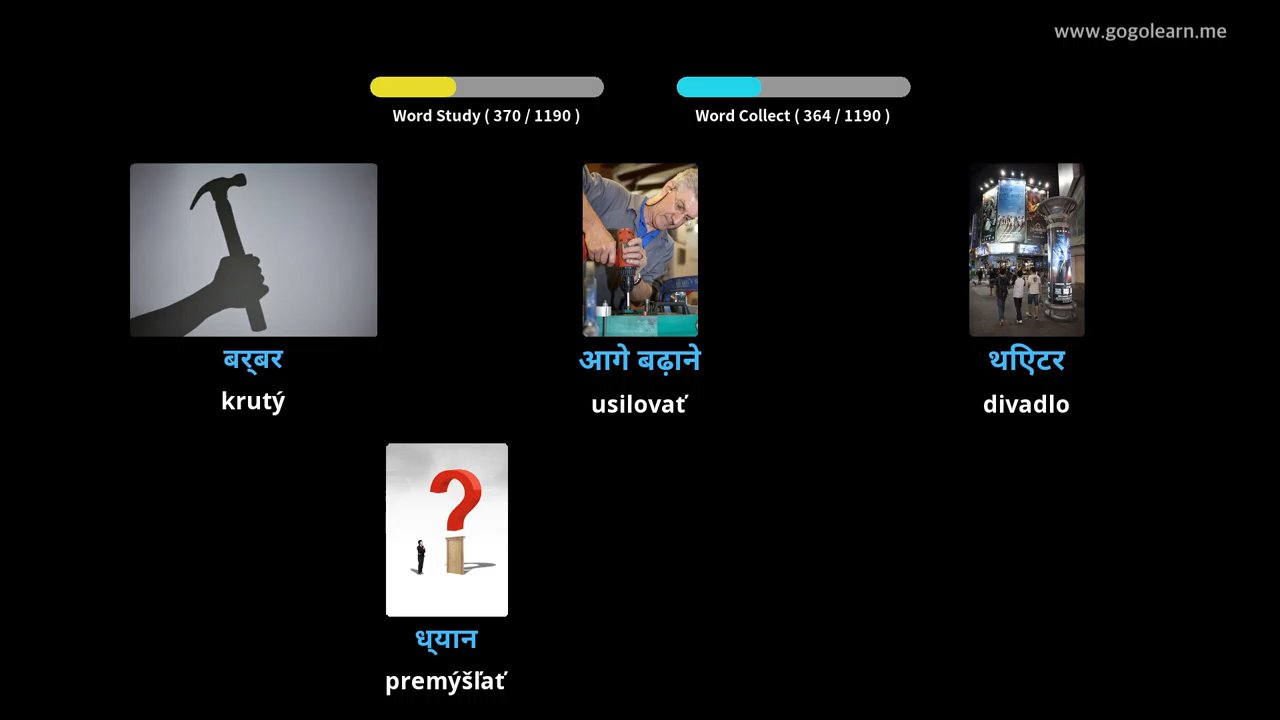 www.gogolearn.me
Word Study ( 370 / 1190 )
Word Collect ( 364 / 1190 )
बर्‌बर
krutý
आगे बढ़ाने
usilovať
थिएटर
divadlo
ध्‌यान
premýšľať